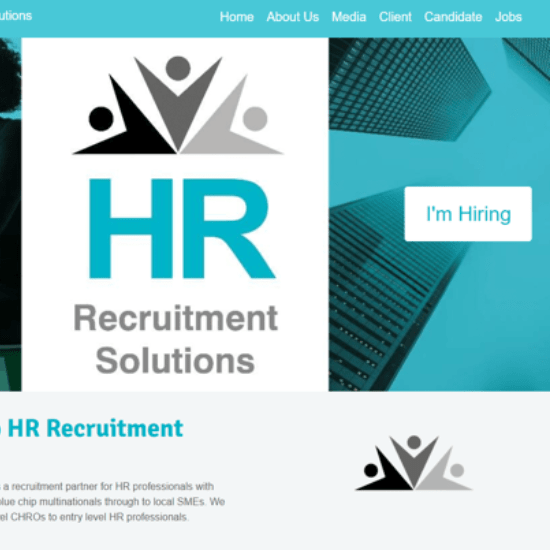 utions
Home About Us Media Client Candidate Jobs
HR
Recruitment
Solutions
I'm Hiring
HR Recruitment
a recruitment partner for HR professionals with
lue chip multinationals through to local SMEs. We
el CHROs to entry level HR professionals.